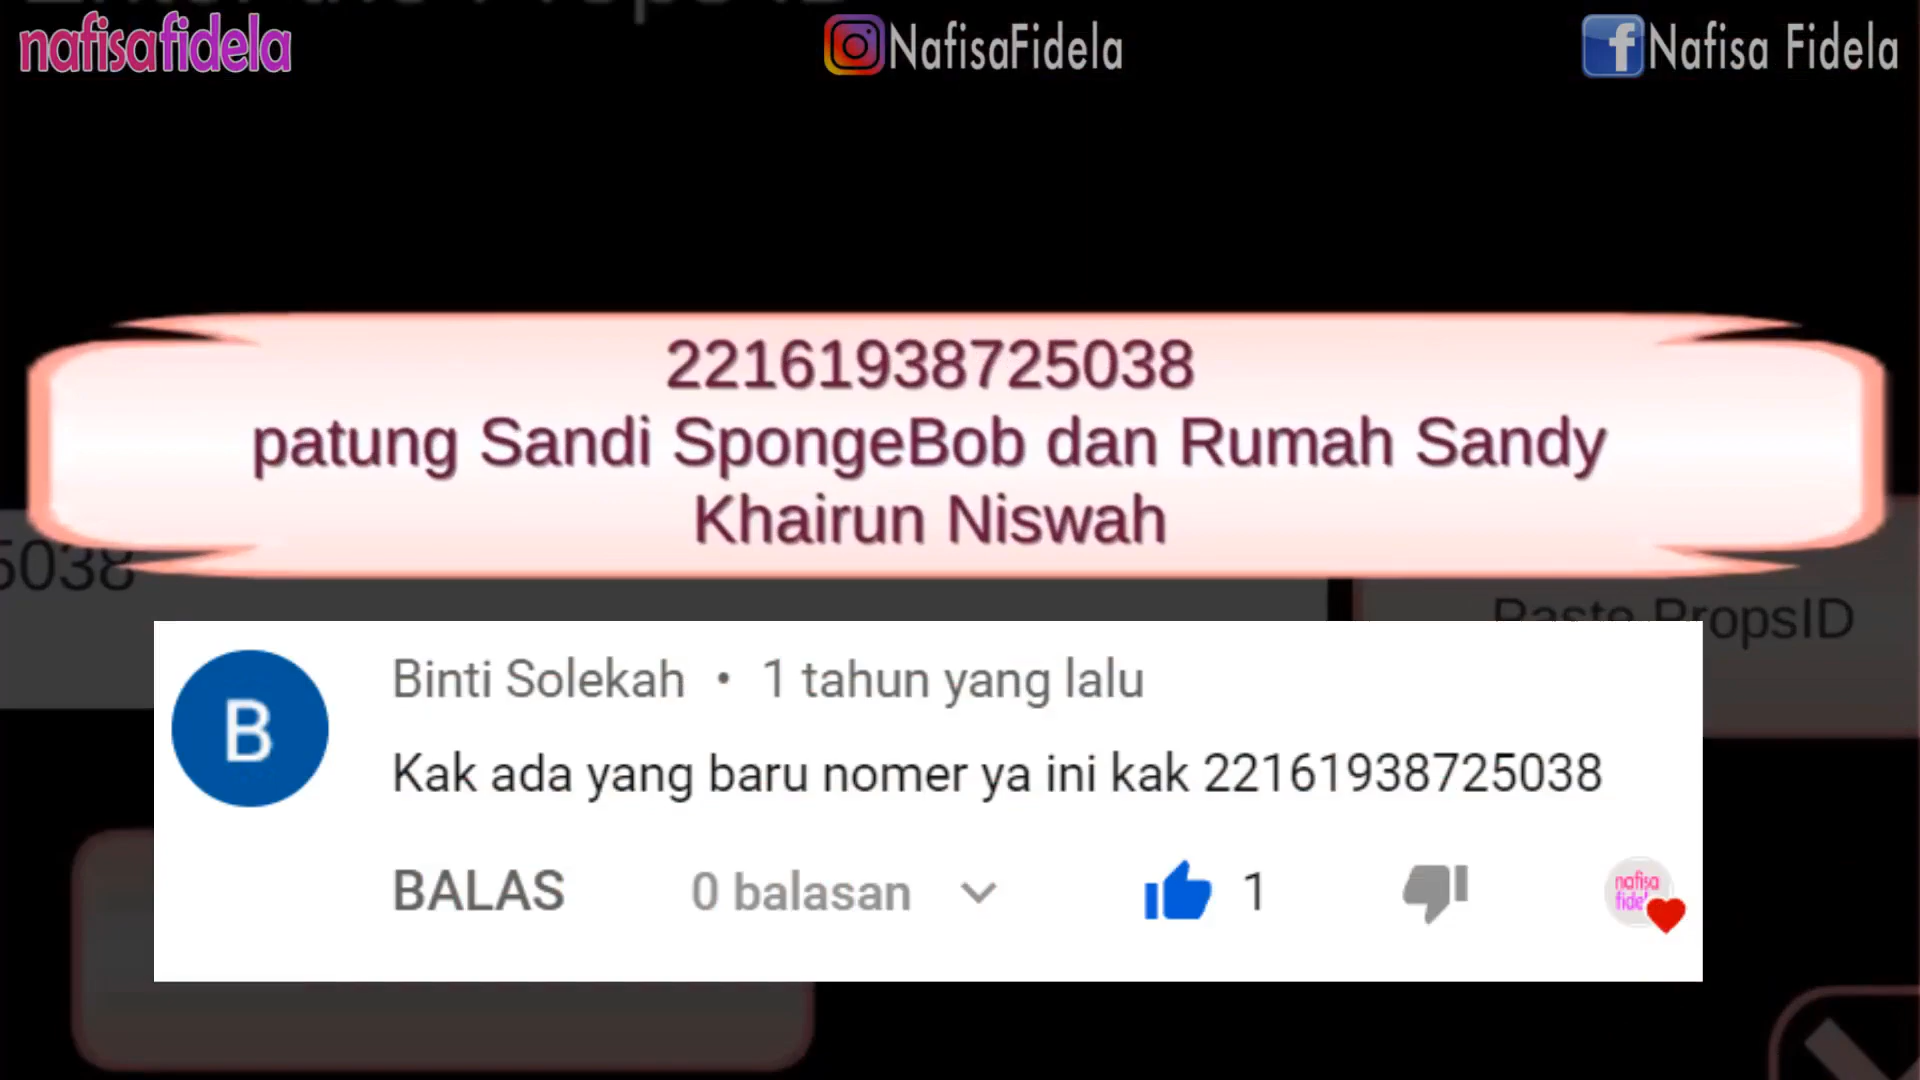 nafisafidela
NafisaFidela
Nafisa Fidela
22161938725038
patung Sandi SpongeBob dan Rumah Sandy
Khairun Niswah
5038
Paste PropsID
B
Binti Solekah • 1 tahun yang lalu
Kak ada yang baru nomer ya ini kak 22161938725038
BALAS 0 balasan 1
nafisa